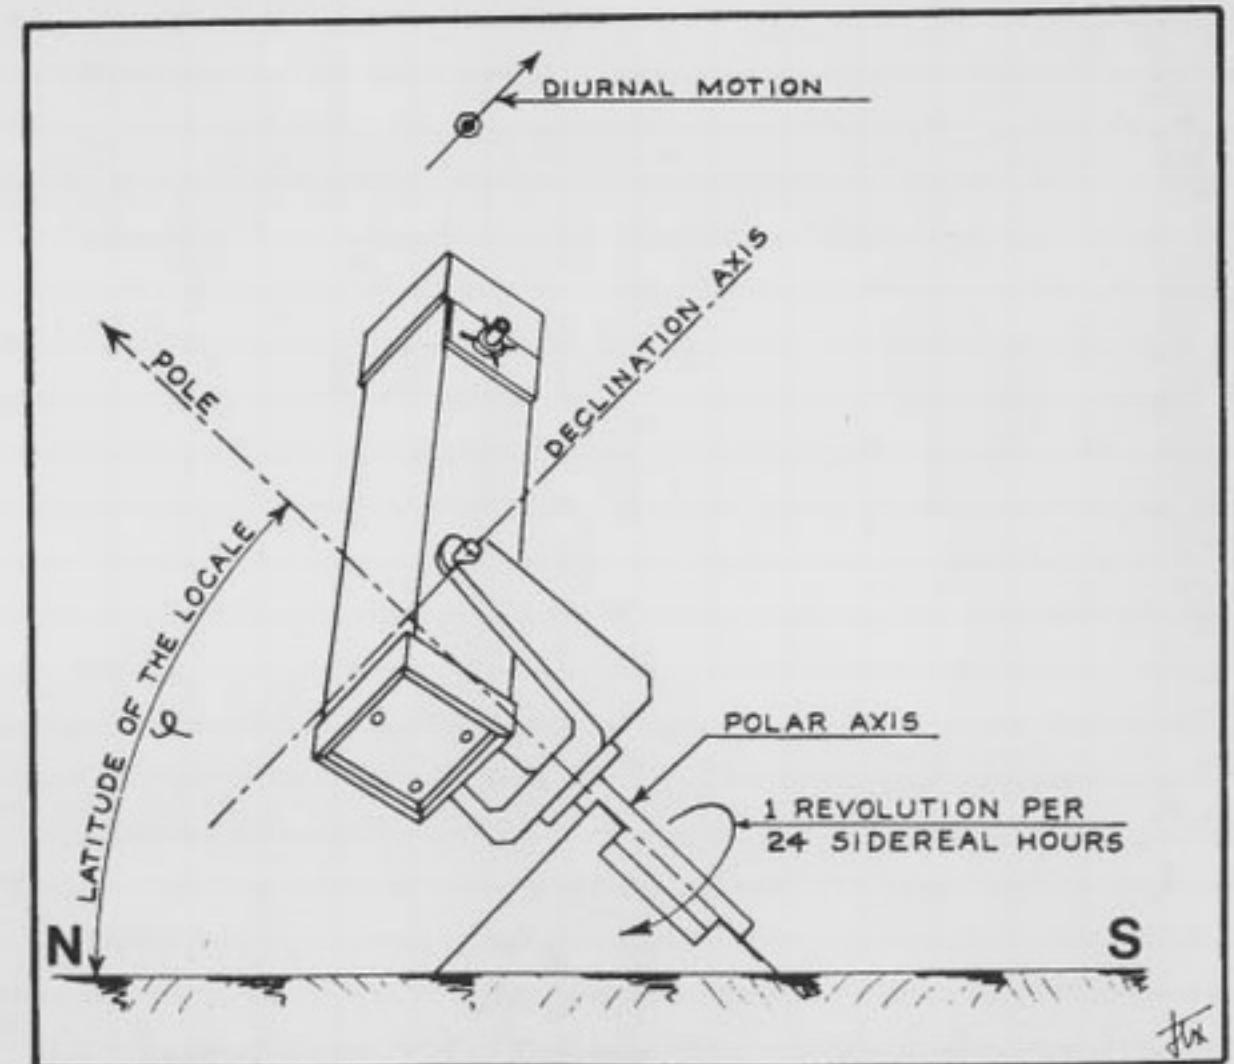 DIURNAL MOTION
DECLINATION AXIS
POLE
LATITUDE OF THE LOCALE
POLAR AXIS
1 REVOLUTION PER
24 SIDEREAL HOURS
N
S